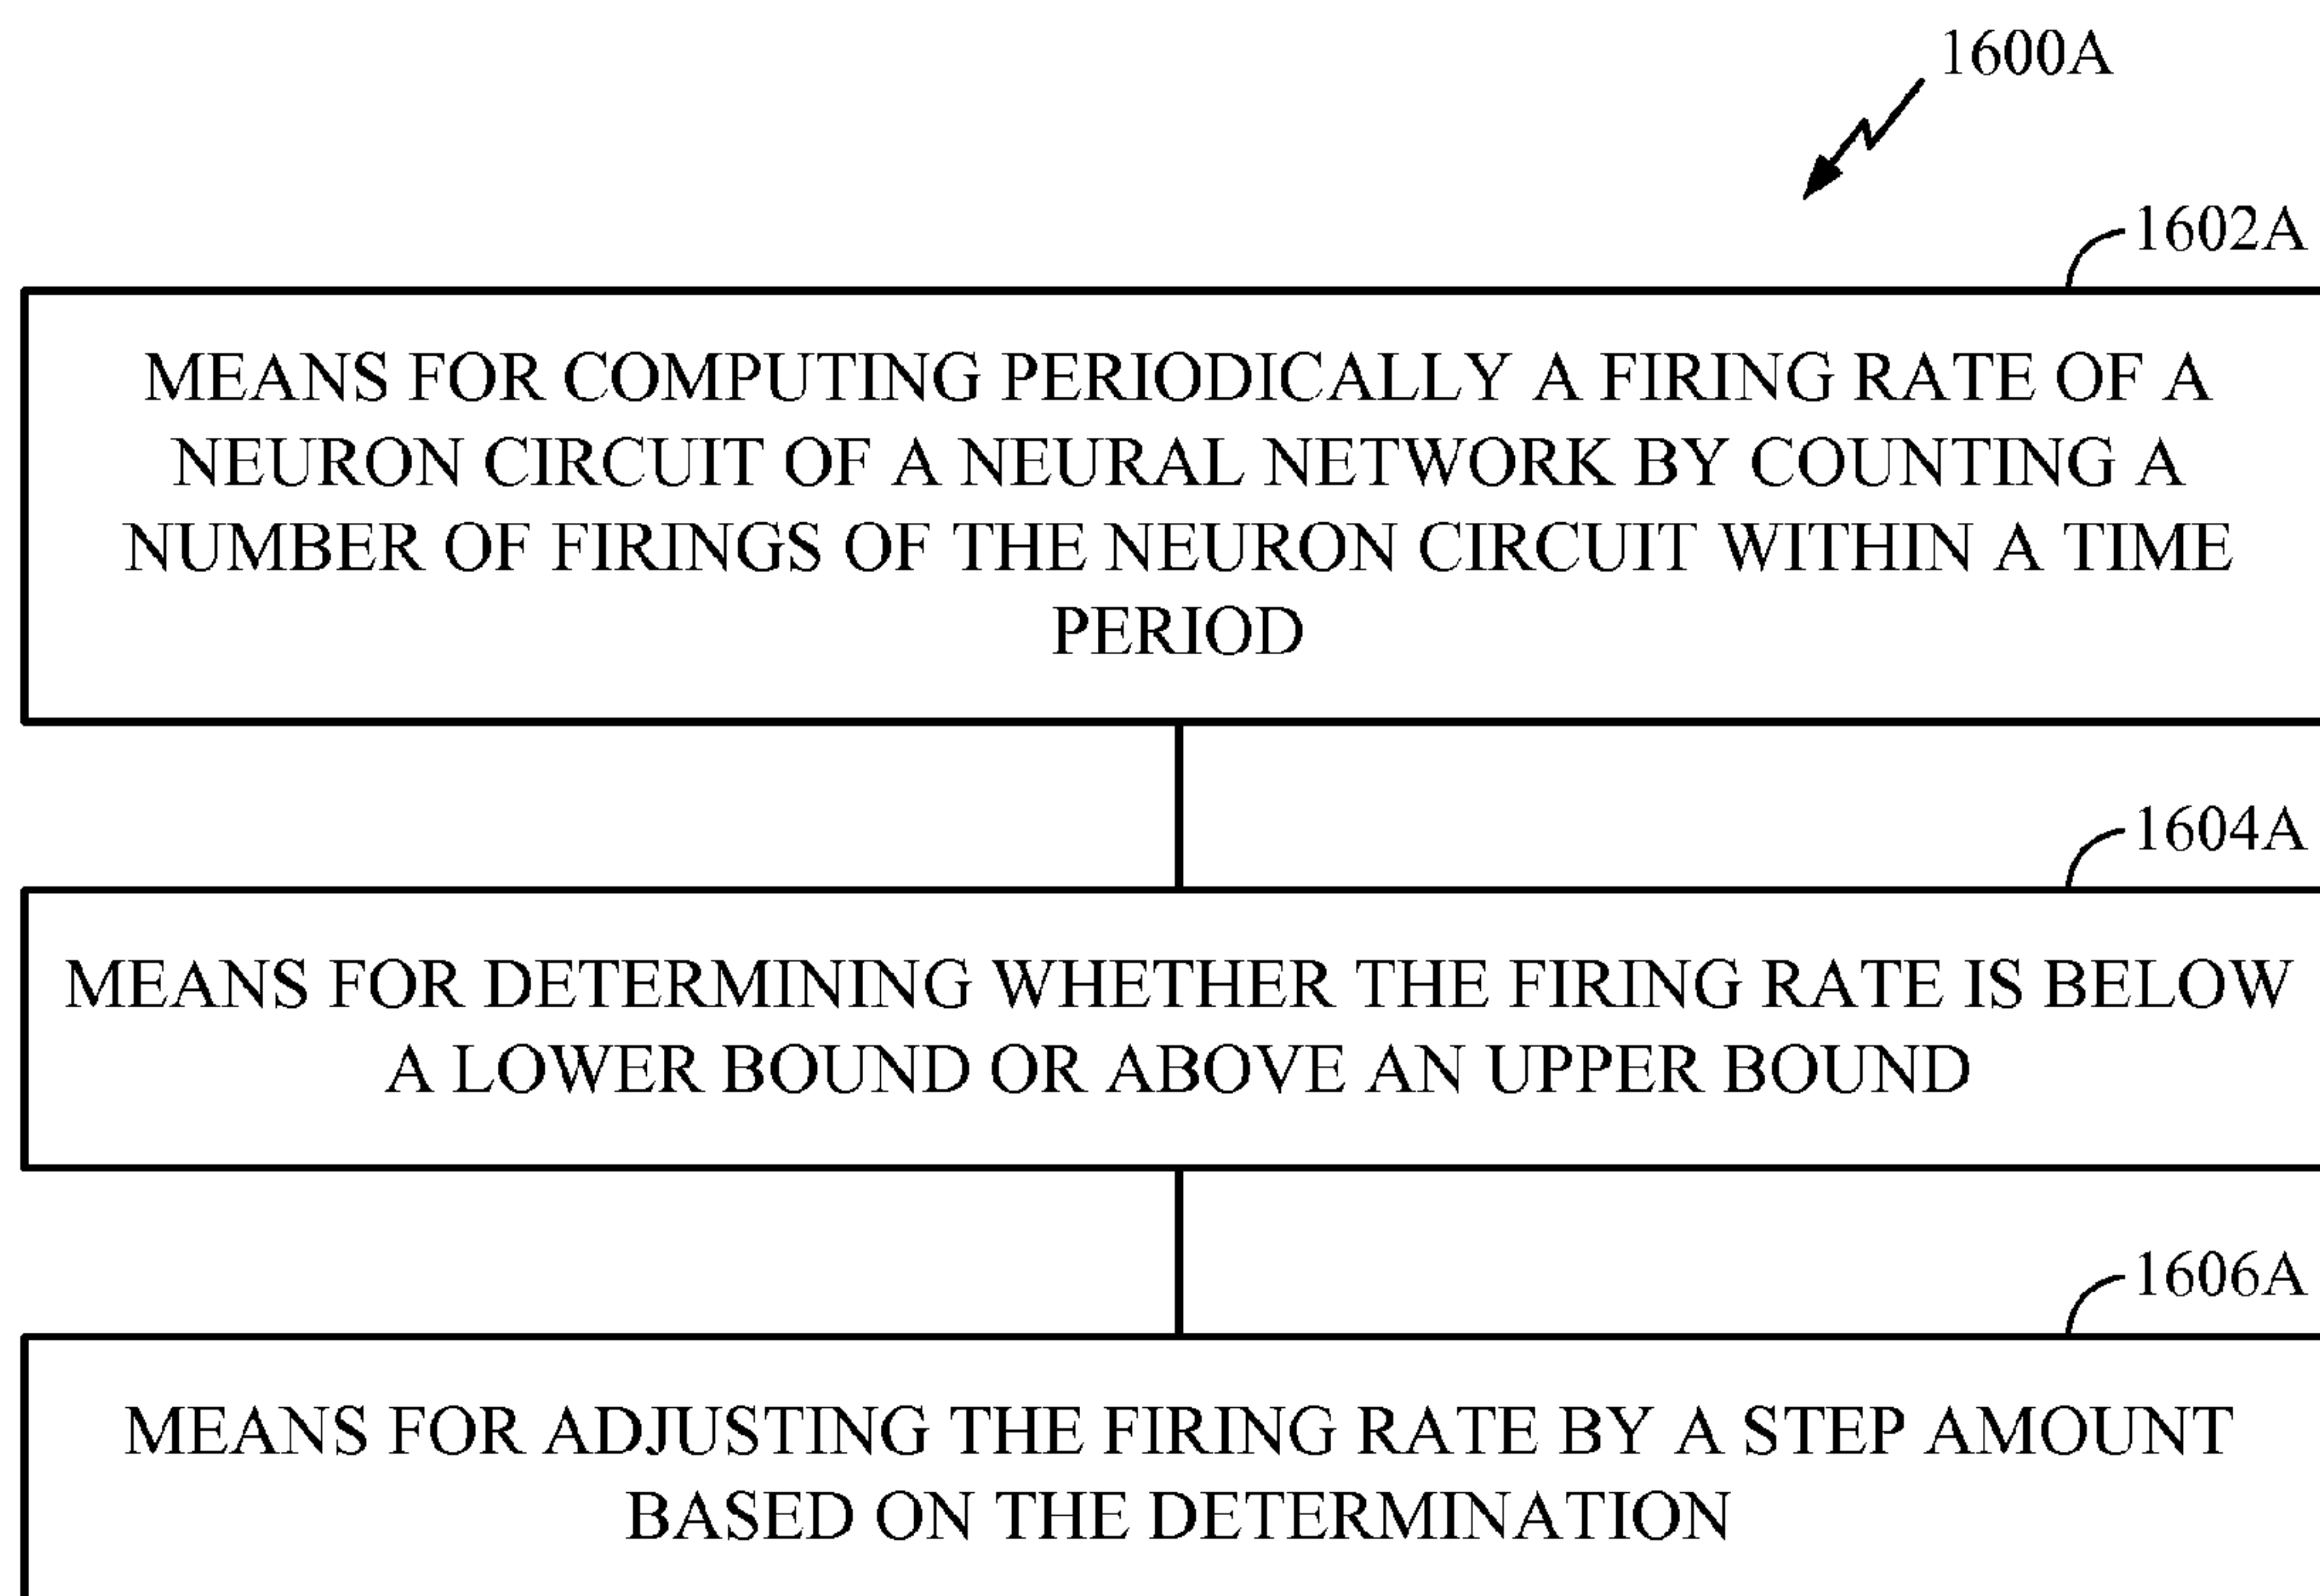 1600A
1602A
MEANS FOR COMPUTING PERIODICALLY A FIRING RATE OF A
NEURON CIRCUIT OF A NEURAL NETWORK BY COUNTING A
NUMBER OF FIRINGS OF THE NEURON CIRCUIT WITHIN A TIME
PERIOD
1604A
MEANS FOR DETERMINING WHETHER THE FIRING RATE IS BELOW
A LOWER BOUND OR ABOVE AN UPPER BOUND
1606A
MEANS FOR ADJUSTING THE FIRING RATE BY A STEP AMOUNT
BASED ON THE DETERMINATION